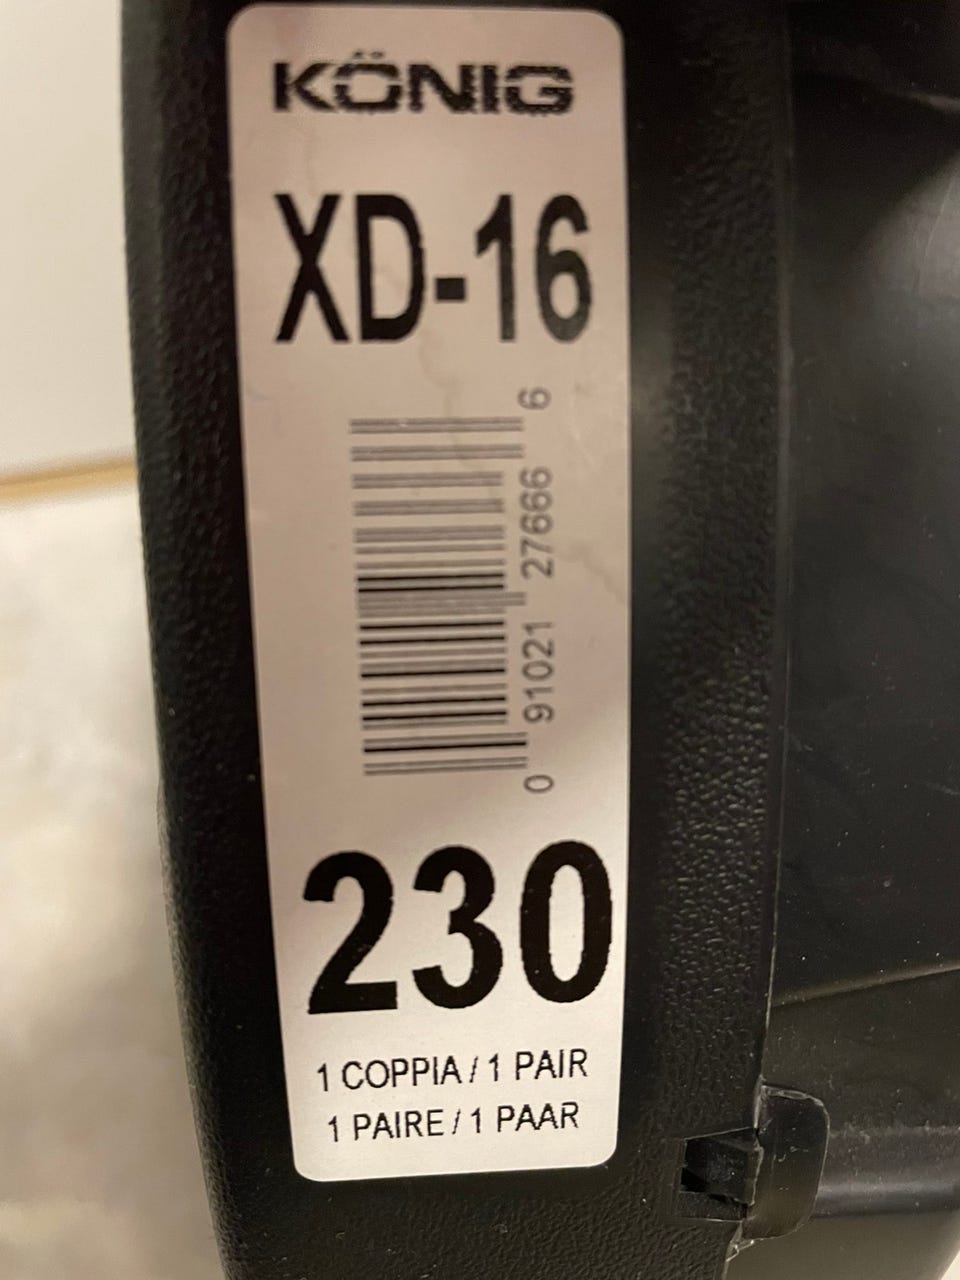 KÖNIG
XD-16
0 91021 27666 6
230
1 COPPIA / 1 PAIR
1 PAIRE / 1 PAAR